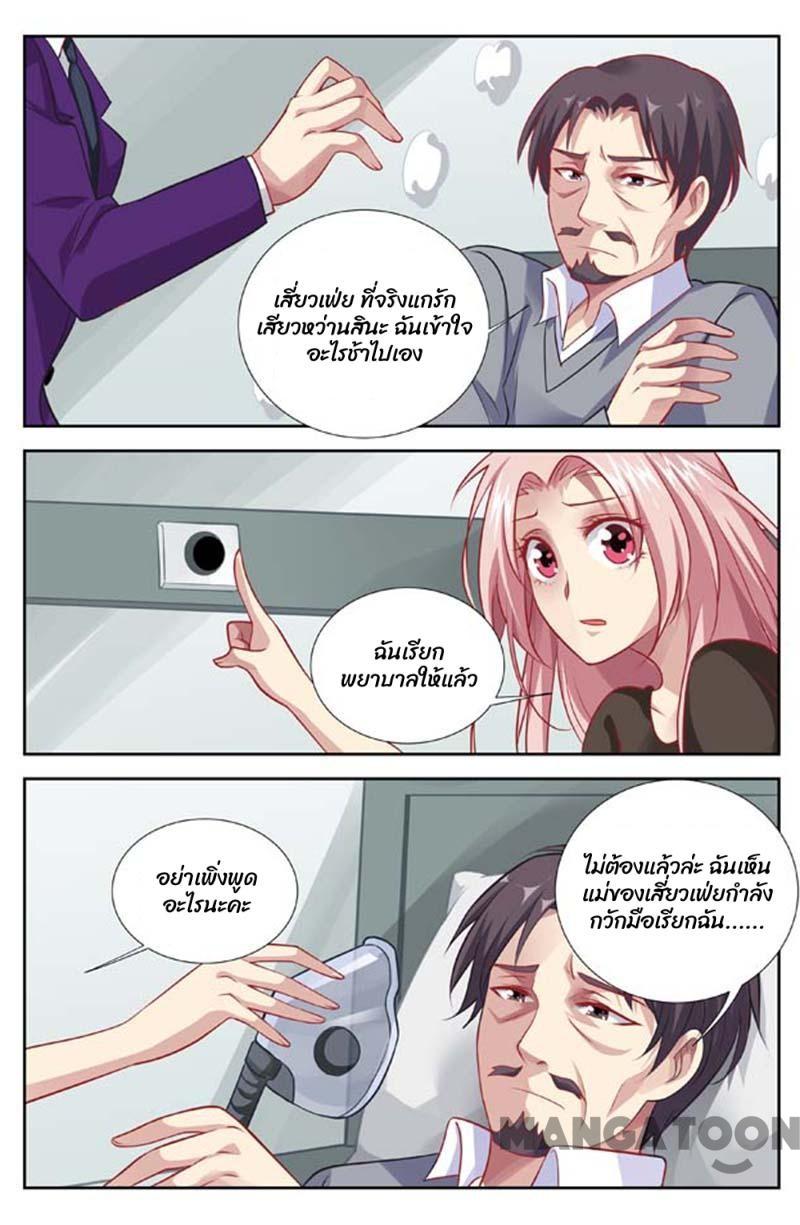 เสี่ยวเฟ่ย ที่จริงแกรัก
เสียวหว่านสินะ ฉันเข้าใจ
อะไรช้าไปเอง
ฉันเรียก
พยาบาลให้แล้ว
อย่าเพิ่งพูด
อะไรนะคะ
ไม่ต้องแล้วล่ะ ฉันเห็น
แม่ของเสี่ยวเฟ่ยกำลัง
กวักมือเรียกฉัน......
MANGATOON